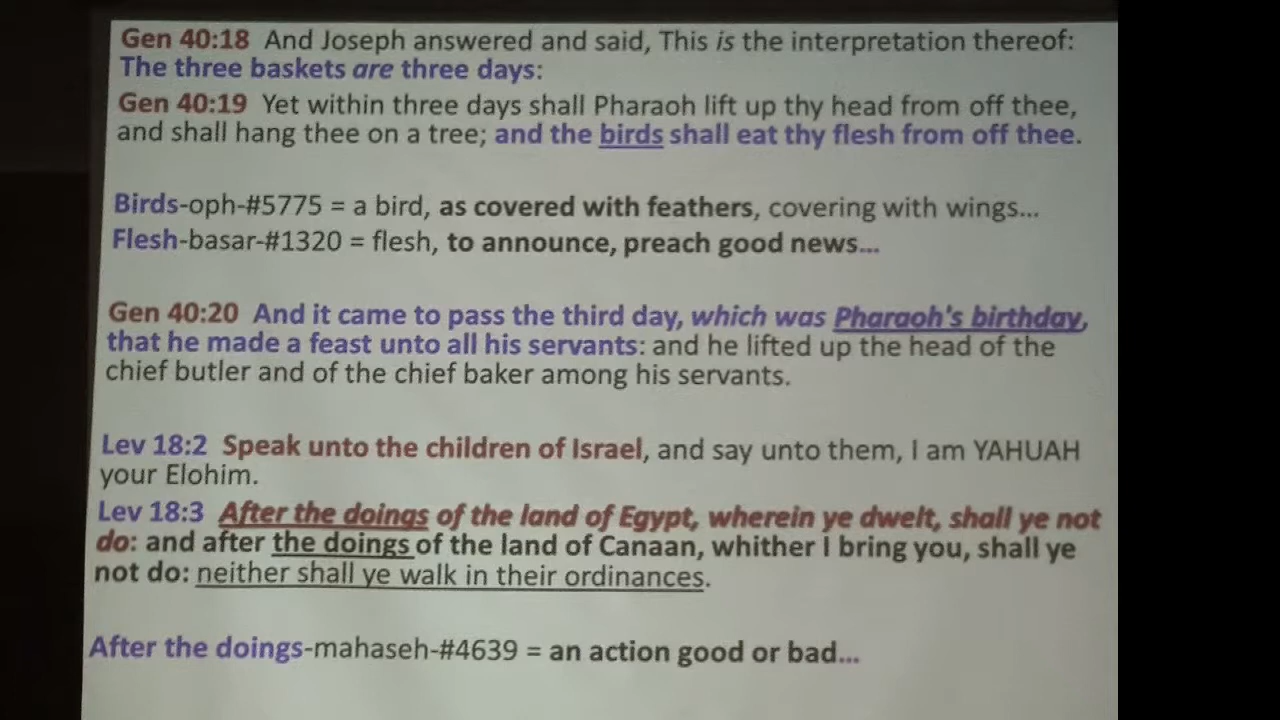 Gen 40:18 And Joseph answered and said, This is the interpretation thereof:
The three baskets are three days:
Gen 40:19 Yet within three days shall Pharaoh lift up thy head from off thee,
and shall hang thee on a tree; and the birds shall eat thy flesh from off thee.
Birds-oph-#5775 = a bird, as covered with feathers, covering with wings...
Flesh-basar-#1320 = flesh, to announce, preach good news...
Gen 40:20 And it came to pass the third day, which was Pharaoh's birthday,
that he made a feast unto all his servants: and he lifted up the head of the
chief butler and of the chief baker among his servants.
Lev 18:2 Speak unto the children of Israel, and say unto them, I am YAHUAH
your Elohim.
Lev 18:3 After the doings of the land of Egypt, wherein ye dwelt, shall ye not
do: and after the doings of the land of Canaan, whither I bring you, shall ye
not do: neither shall ye walk in their ordinances.
After the doings-mahaseh-#4639 = an action good or bad...